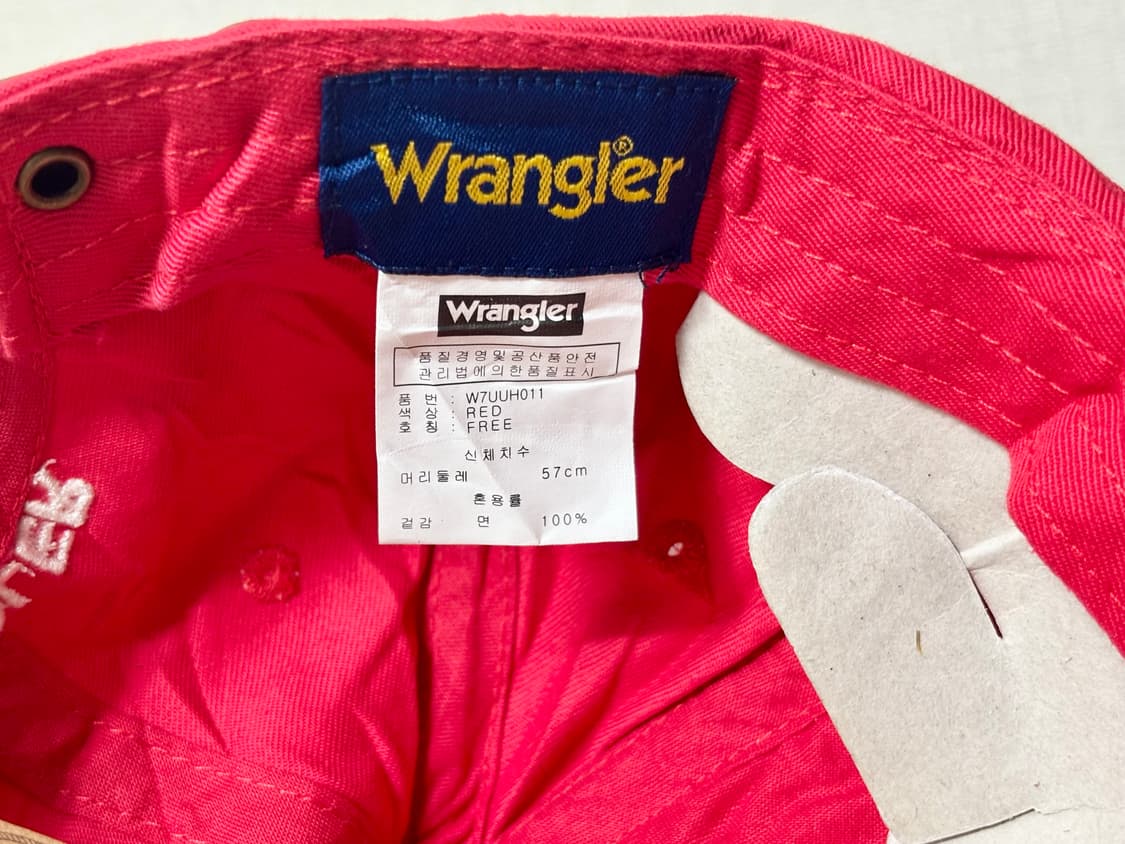 Wrangler®
Wrangler
품질경영및공산품안전
관리법에의한품질표시
품 번 : W7UUH011
색 상 : RED
호 칭 : FREE
신체치수
머리둘레 57cm
혼용률
겉감 면 100%